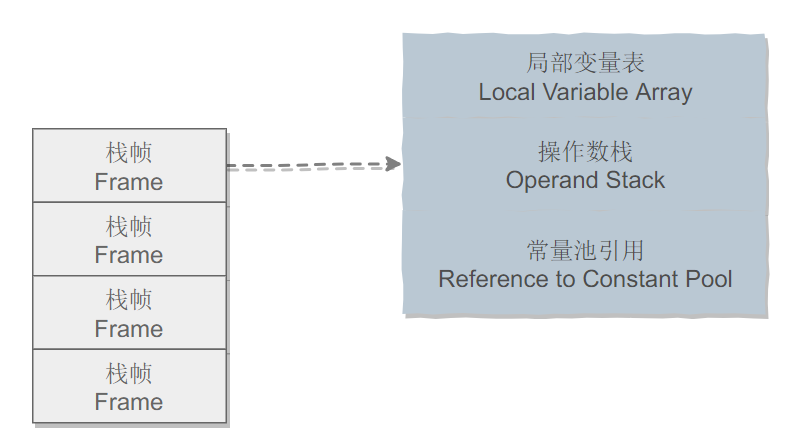 栈帧
Frame
栈帧
Frame
栈帧
Frame
栈帧
Frame
局部变量表
Local Variable Array
操作数栈
Operand Stack
常量池引用
Reference to Constant Pool